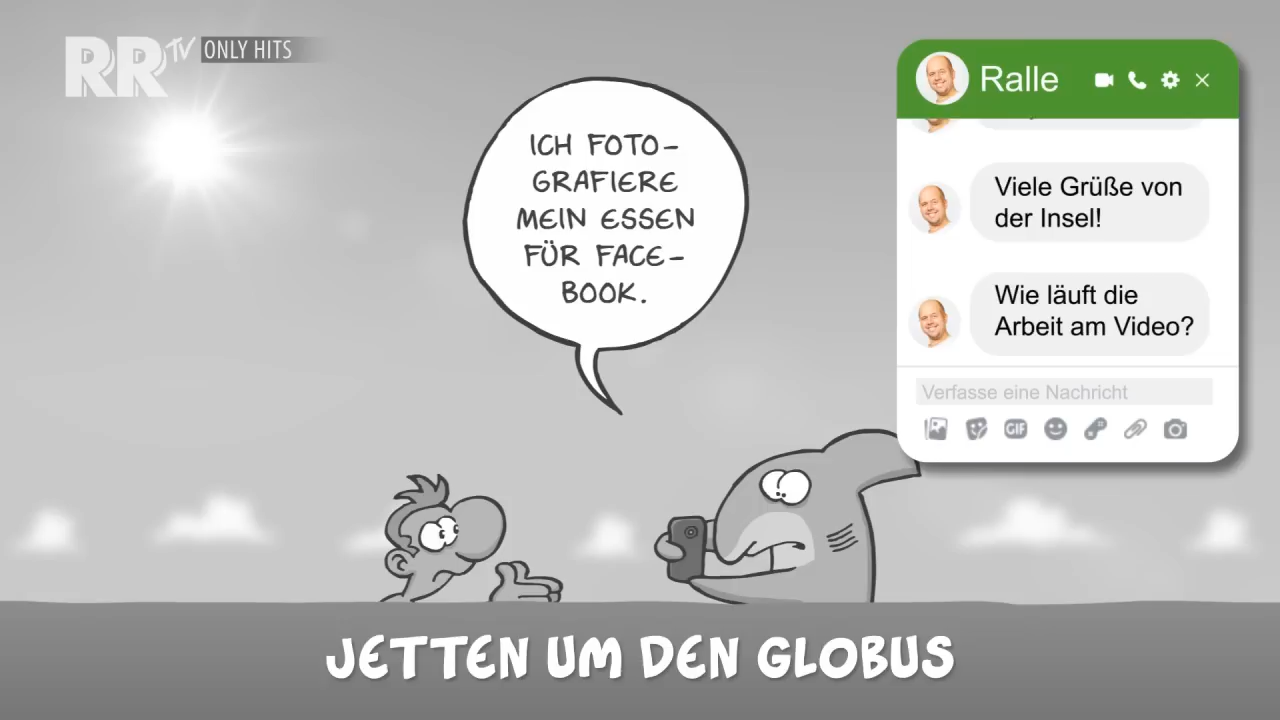 RR TV ONLY HITS
ICH FOTO-
GRAFIERE
MEIN ESSEN
FÜR FACE-
BOOK.
Ralle
Viele Grüße von
der Insel!
Wie läuft die
Arbeit am Video?
Verfasse eine Nachricht
GIF
JETTEN UM DEN GLOBUS